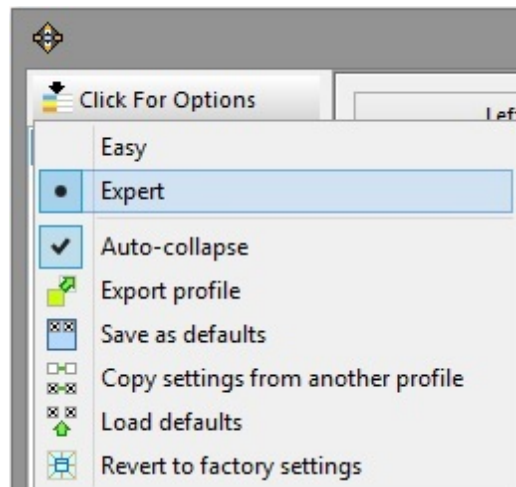 Click For Options
Left
Easy
Expert
Auto-collapse
Export profile
Save as defaults
Copy settings from another profile
Load defaults
Revert to factory settings